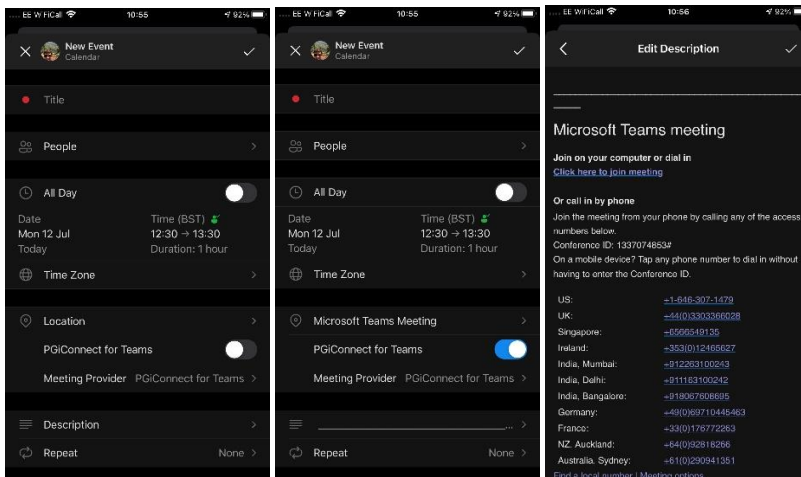 .... EE WiFiCall 10:55 92%
New Event
Calendar
Title
People
All Day
Date Time (BST)
Mon 12 Jul 12:30 → 13:30
Today Duration: 1 hour
Time Zone
Location
PGiConnect for Teams
Meeting Provider PGiConnect for Teams
Description
Repeat None
.... EE WiFiCall 10:55 92%
New Event
Calendar
Title
People
All Day
Date Time (BST)
Mon 12 Jul 12:30 → 13:30
Today Duration: 1 hour
Time Zone
Microsoft Teams Meeting
PGiConnect for Teams
Meeting Provider PGiConnect for Teams
________________________________...
Repeat None
.... EE WiFiCall 10:56 92%
Edit Description
Microsoft Teams meeting
Join on your computer or dial in
Click here to join meeting
Or call in by phone
Join the meeting from your phone by calling any of the access
numbers below.
Conference ID: 1337074853#
On a mobile device? Tap any phone number to dial in without
having to enter the Conference ID.
US: +1-646-307-1479
UK: +44(0)3303366028
Singapore: +6566549135
Ireland: +353(0)12465627
India, Mumbai: +912263100243
India, Delhi: +911163100242
India, Bangalore: +918067608695
Germany: +49(0)69710445463
France: +33(0)176772263
NZ, Auckland: +64(0)92818266
Australia, Sydney: +61(0)290941351
Find a local number | Meeting options